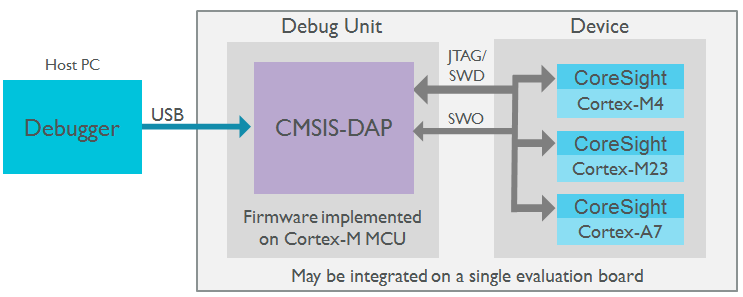 Debug Unit
Device
Host PC
Debugger
USB
CMSIS-DAP
JTAG/
SWD
SWO
CoreSight
Cortex-M4
CoreSight
Cortex-M23
CoreSight
Cortex-A7
Firmware implemented
on Cortex-M MCU
May be integrated on a single evaluation board